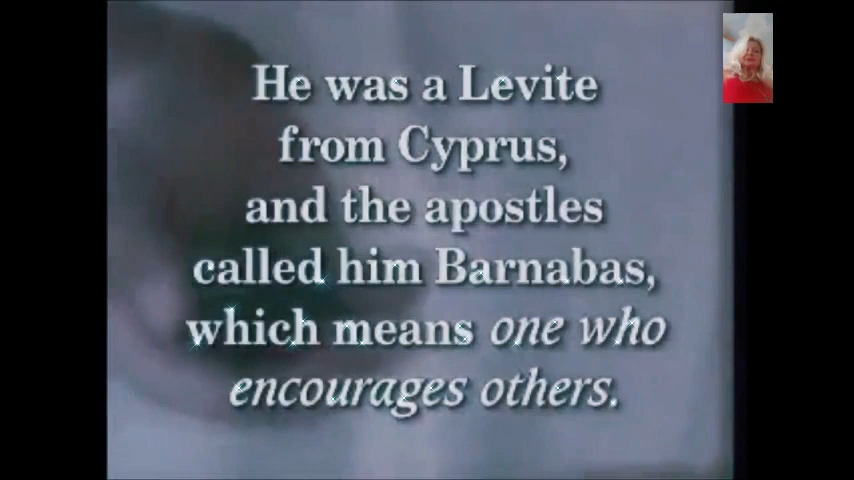 He was a Levite
from Cyprus,
and the apostles
called him Barnabas,
which means one who
encourages others.